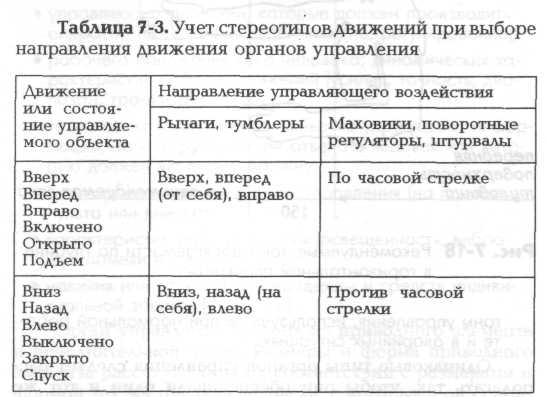 Таблица 7-3. Учет стереотипов движений при выборе
направления движения органов управления
Движение
или состоя-
ние управляе-
мого объекта
Направление управляющего воздействия
Рычаги, тумблеры
Маховики, поворотные
регуляторы, штурвалы
Вверх
Вперед
Вправо
Включено
Открыто
Подъем
Вверх, вперед
(от себя), вправо
По часовой стрелке
Вниз
Назад
Влево
Выключено
Закрыто
Спуск
Вниз, назад (на
себя), влево
Против часовой
стрелки